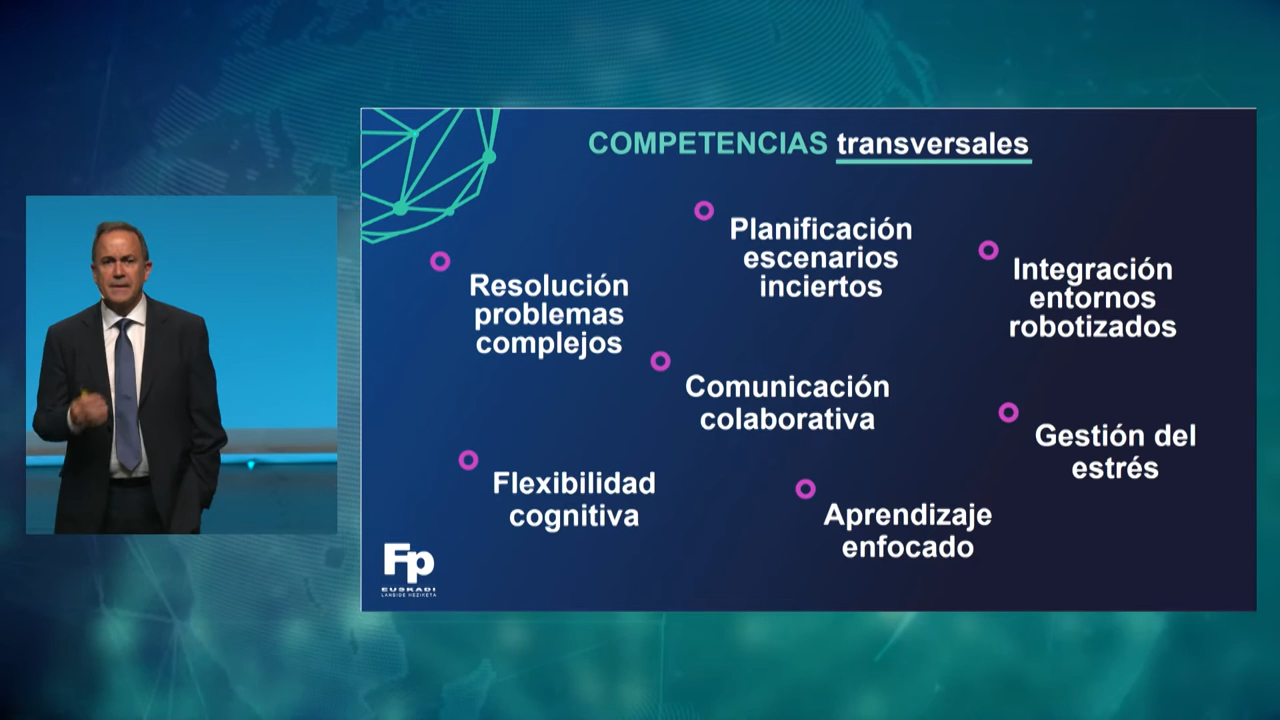 COMPETENCIAS transversales
Planificación
escenarios
inciertos
Integración
entornos
robotizados
Resolución
problemas
complejos
Comunicación
colaborativa
Gestión del
estrés
Flexibilidad
cognitiva
Aprendizaje
enfocado
Fp
EUSKADI
LANBIDE HEZIKETA